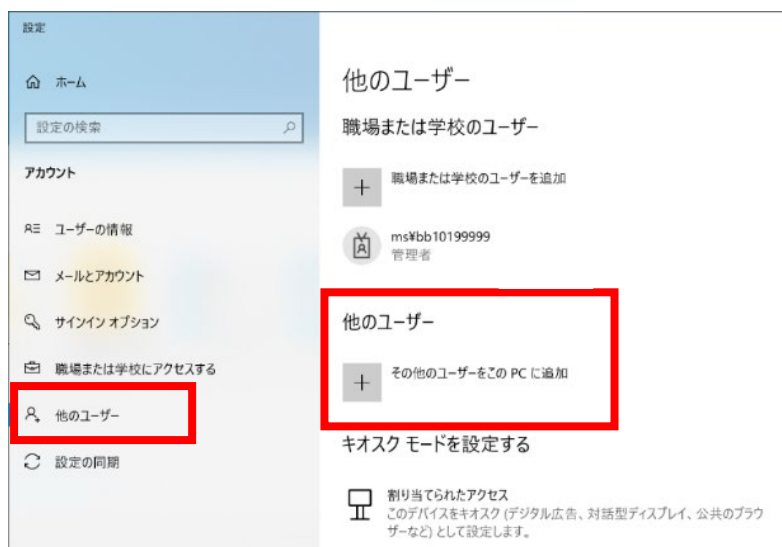 設定
ホーム
設定の検索
アカウント
ユーザーの情報
メールとアカウント
サインイン オプション
職場または学校にアクセスする
他のユーザー
設定の同期
他のユーザー
職場または学校のユーザー
職場または学校のユーザーを追加
ms¥bb10199999
管理者
他のユーザー
その他のユーザーをこの PC に追加
キオスク モードを設定する
割り当てられたアクセス
このデバイスをキオスク (デジタル広告、対話型ディスプレイ、公共のブラウ
ザーなど) として設定します。